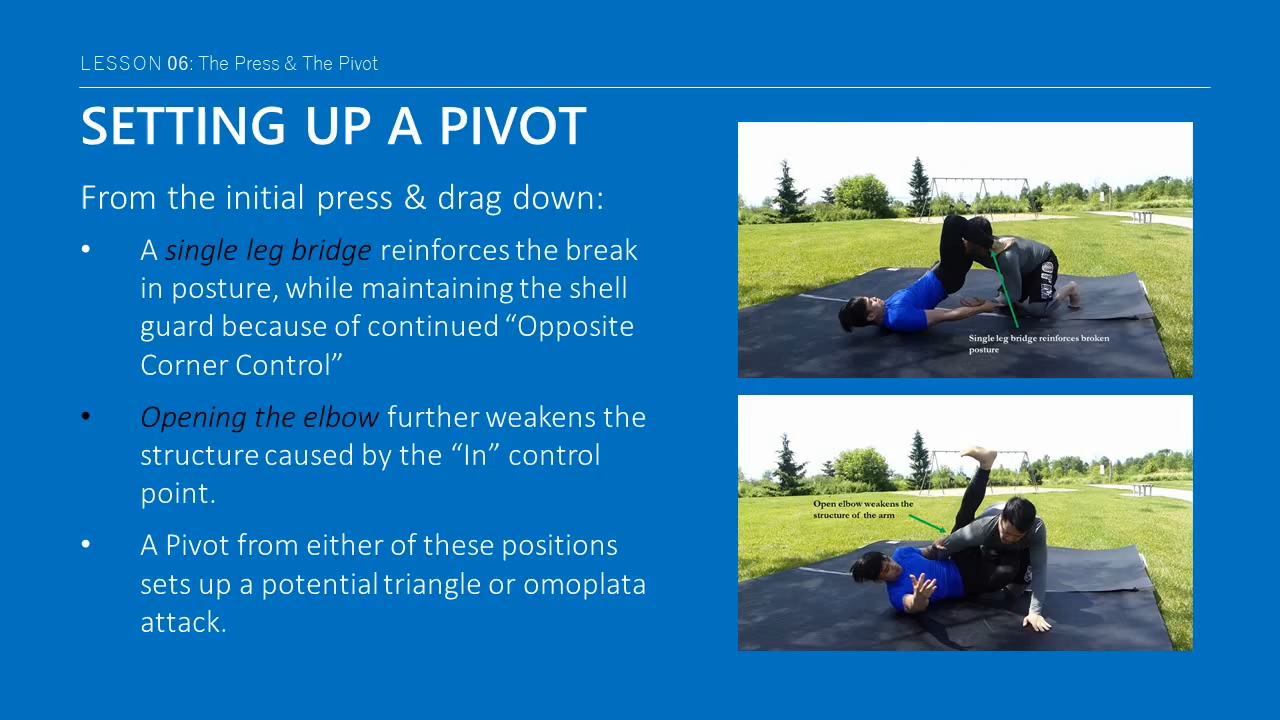 LESSON 06: The Press & The Pivot
SETTING UP A PIVOT
From the initial press & drag down:
• A single leg bridge reinforces the break
in posture, while maintaining the shell
guard because of continued “Opposite
Corner Control”
• Opening the elbow further weakens the
structure caused by the “In” control
point.
• A Pivot from either of these positions
sets up a potential triangle or omoplata
attack.
Single leg bridge reinforces broken
posture
Open elbow weakens the
structure of the arm